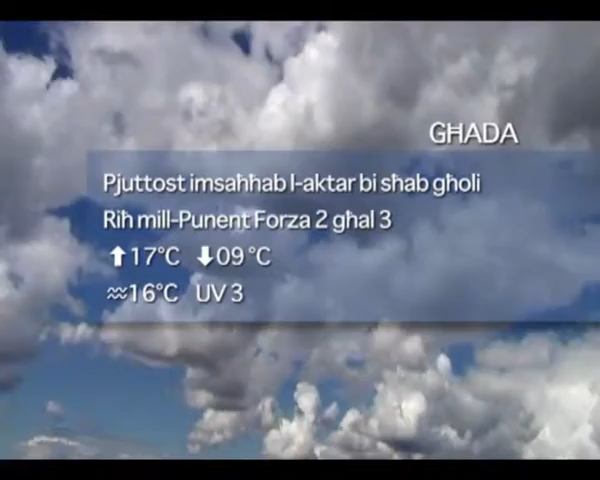 GĦADA
Pjuttost imsaħħab l-aktar bi sħab għoli
Riħ mill-Punent Forza 2 għal 3
⬆17°C ⬇09°C
≈16°C UV 3